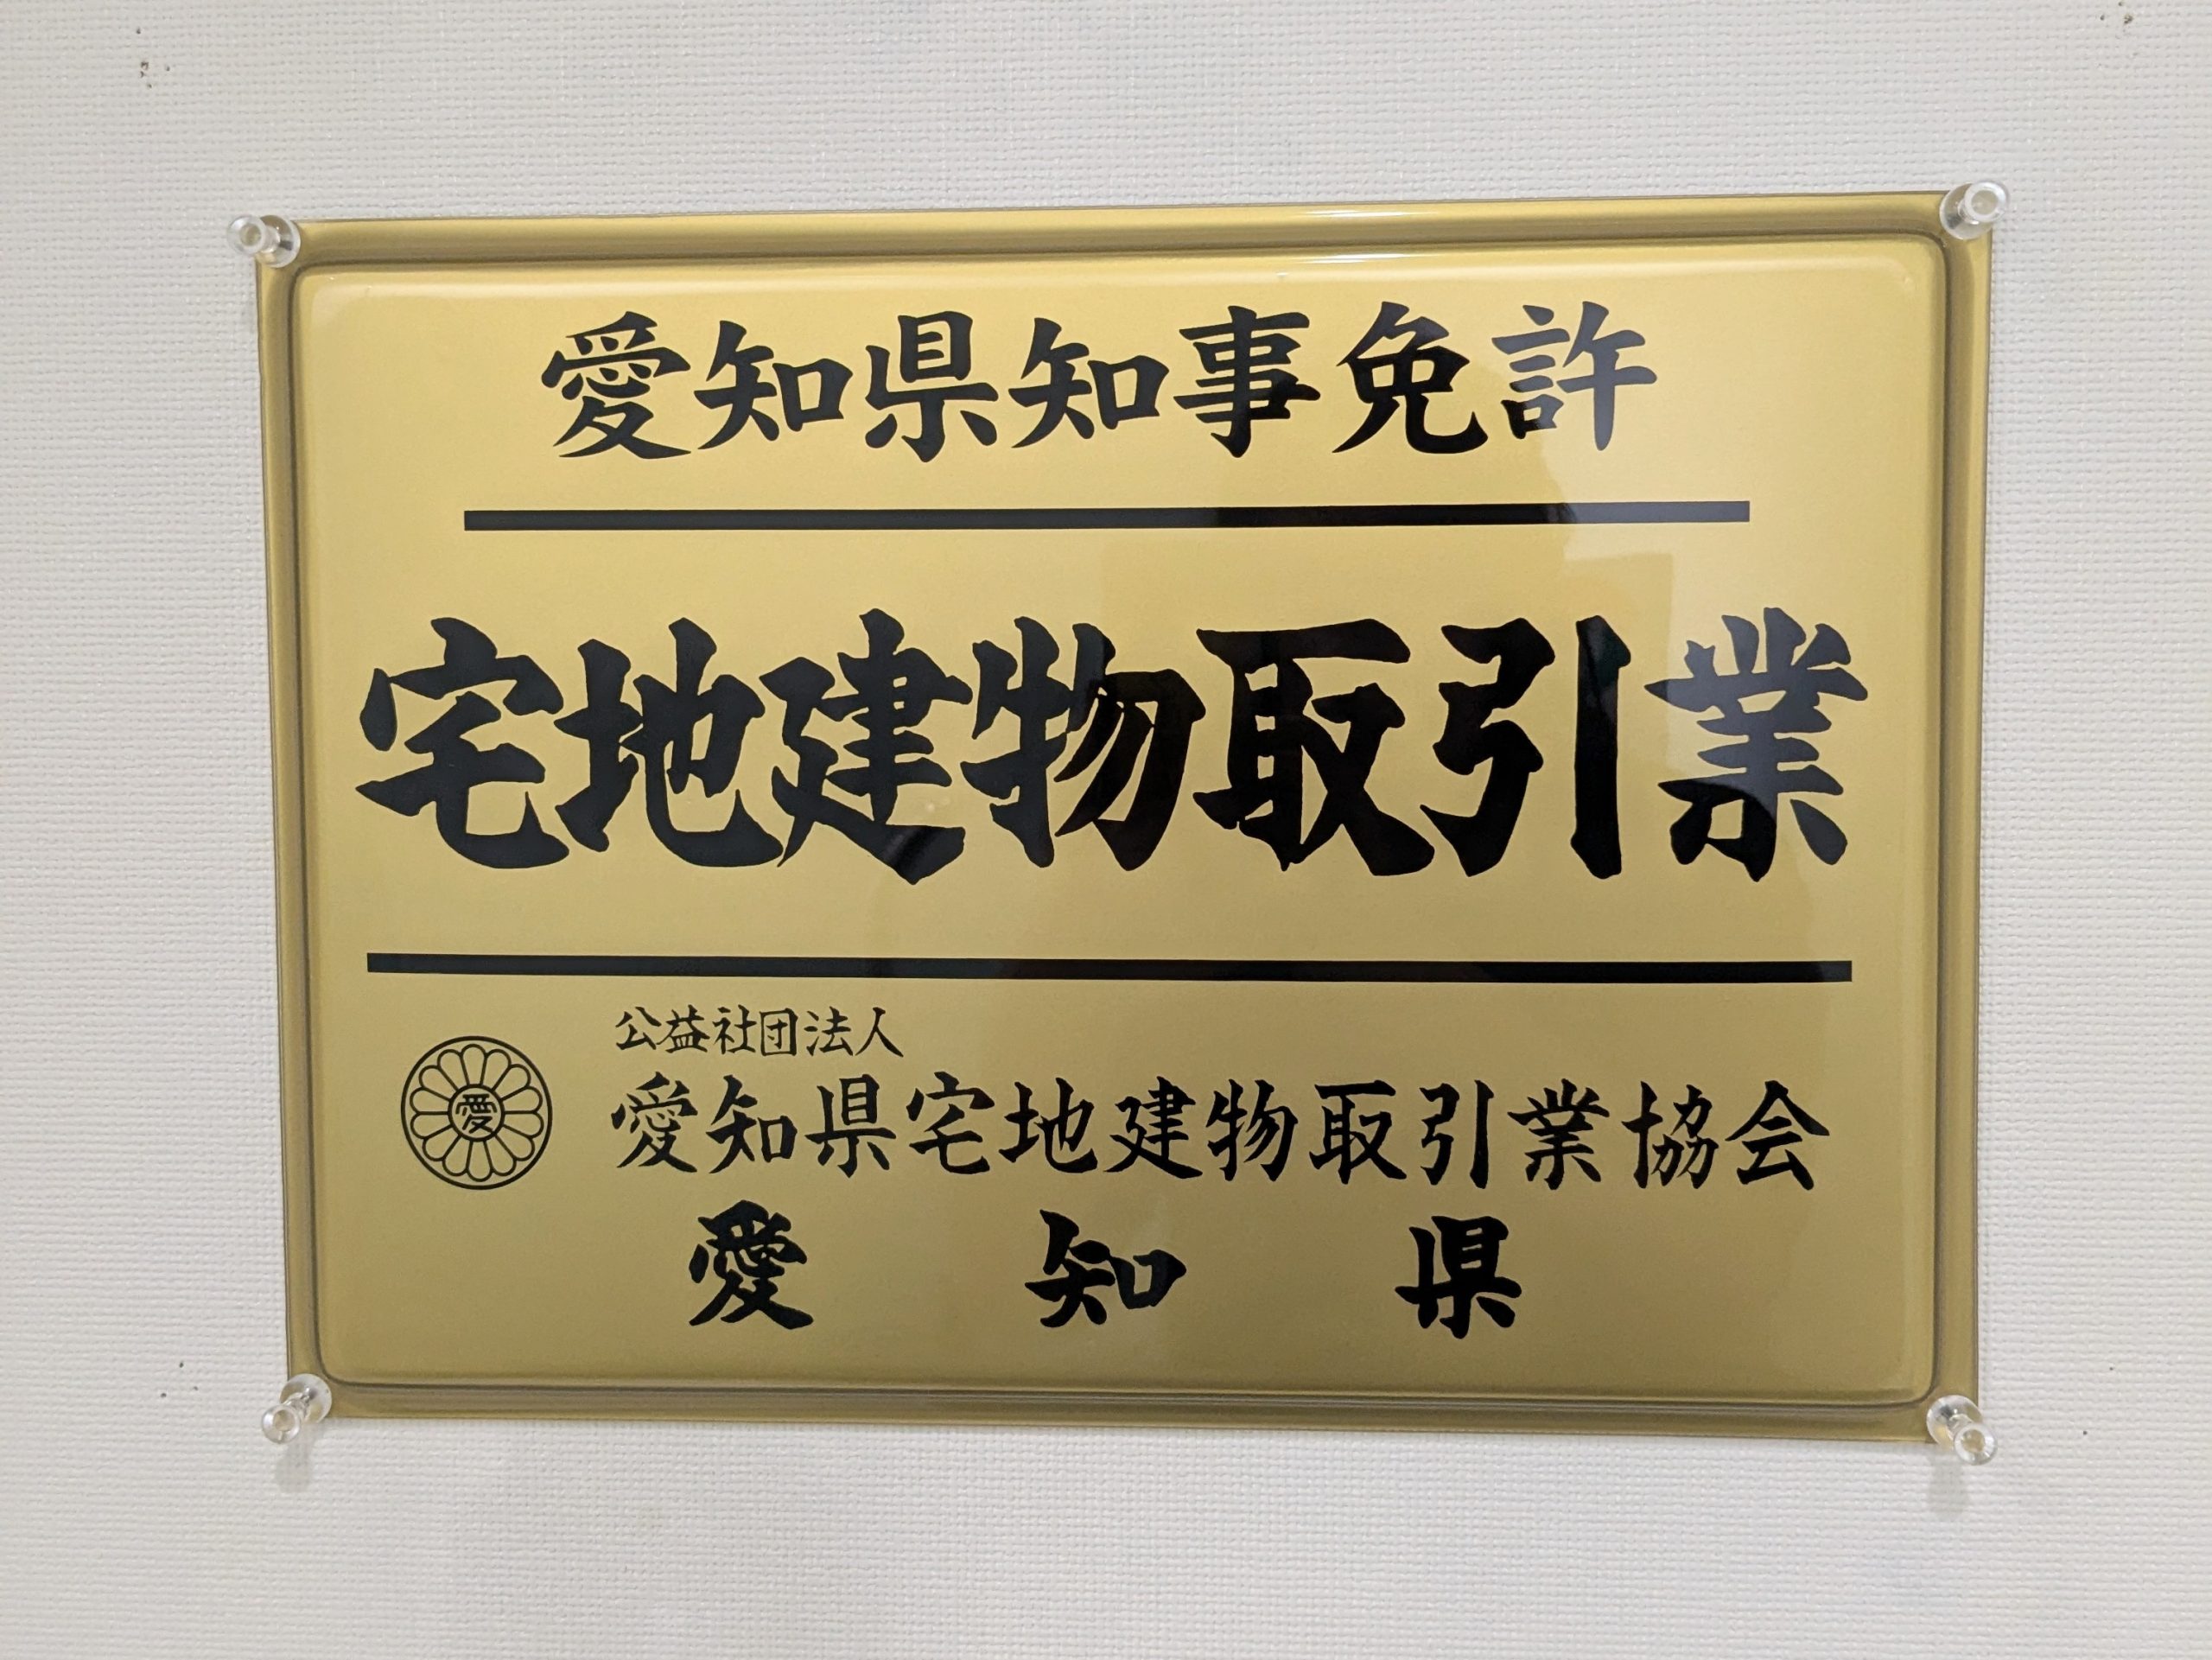 愛知県知事免許
宅地建物取引業
公益社団法人
愛
愛知県宅地建物取引業協会
愛知県